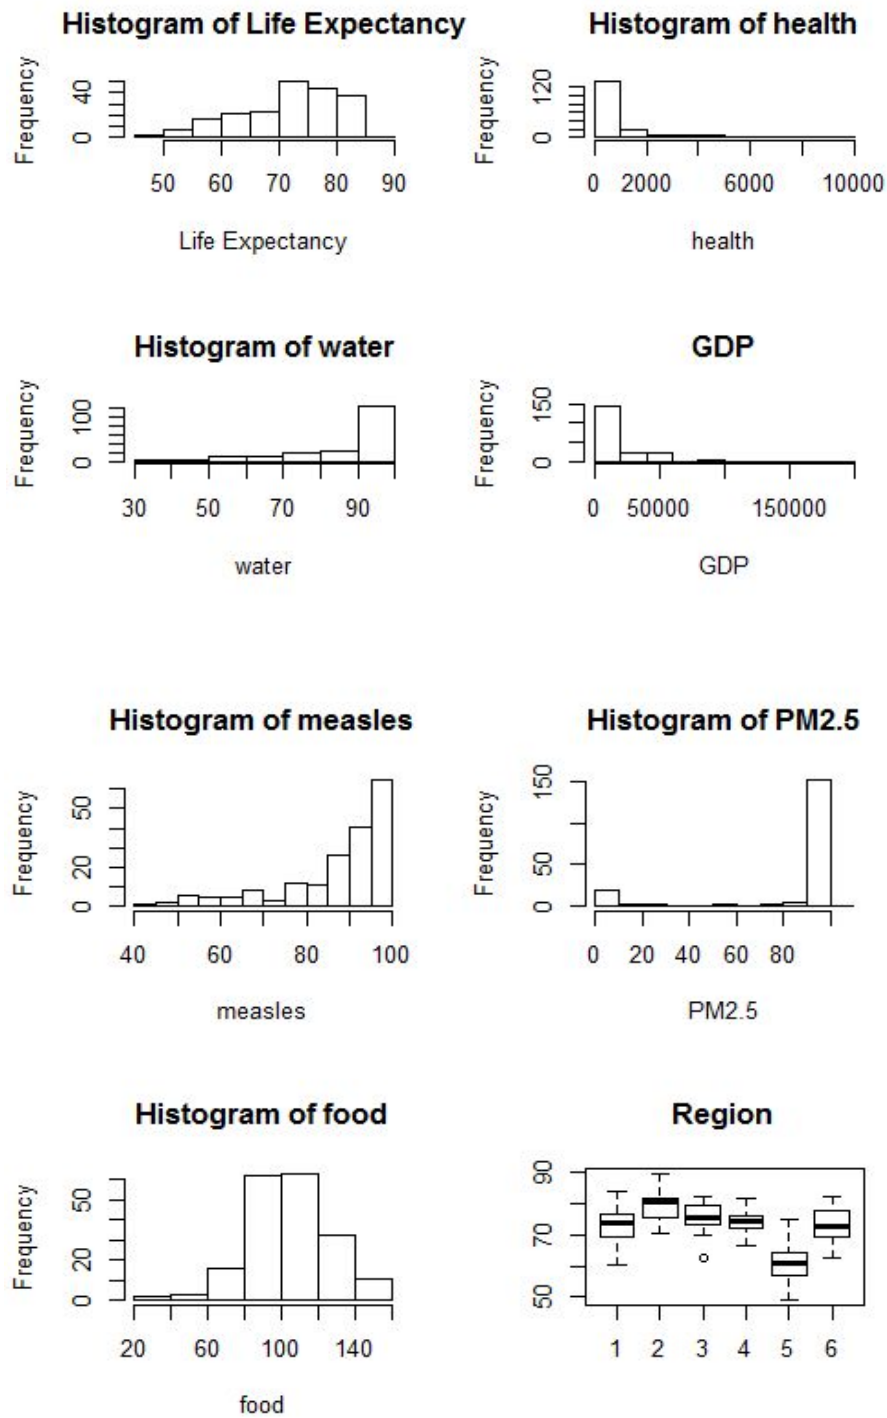 Histogram of Life Expectancy
Frequency
0 40
50 60 70 80 90
Life Expectancy
Histogram of health
Frequency
0 120
0 2000 6000 10000
health
Histogram of water
Frequency
0 100
30 50 70 90
water
GDP
Frequency
0 150
0 50000 150000
GDP
Histogram of measles
Frequency
0 20 50
40 60 80 100
measles
Histogram of PM2.5
Frequency
0 50 150
0 20 40 60 80
PM2.5
Histogram of food
Frequency
0 20 50
20 60 100 140
food
Region
50 70 90
1 2 3 4 5 6